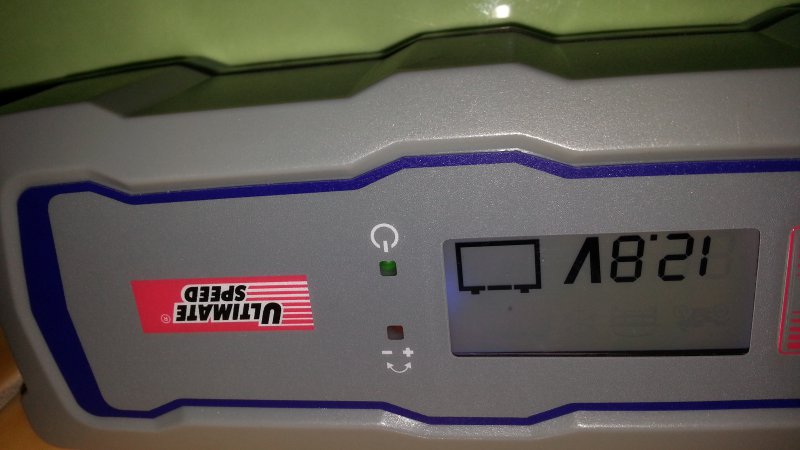 12.8V
+ -
ULTIMATE
SPEED ®